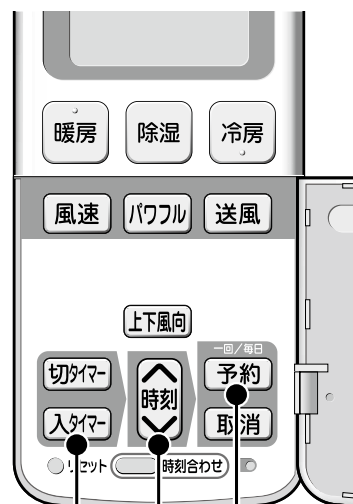 暖房 除湿 冷房
風速 パワフル 送風
上下風向
一回/毎日
切タイマー 時刻 予約
入タイマー 取消
リセット 時刻合わせ